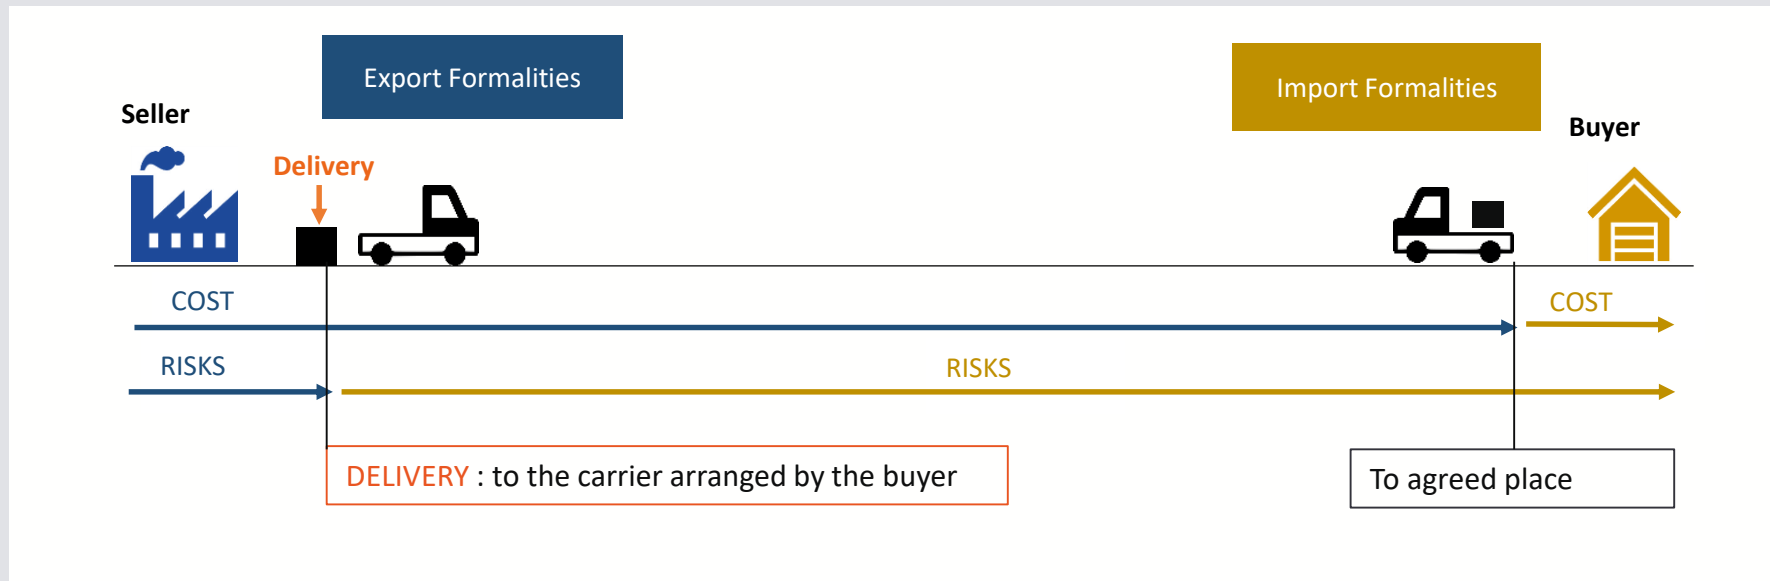 Export Formalities
Import Formalities
Seller
Buyer
Delivery
COST
COST
RISKS
RISKS
DELIVERY : to the carrier arranged by the buyer
To agreed place